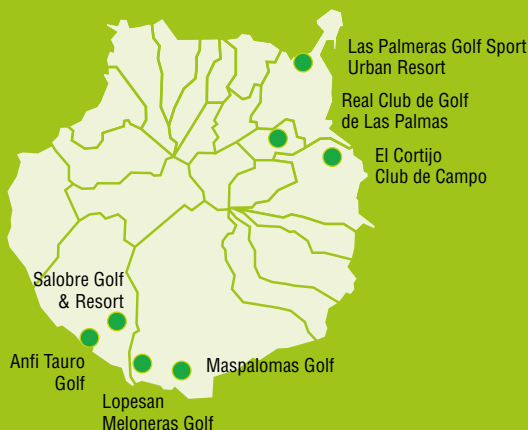 Las Palmeras Golf Sport
Urban Resort
Real Club de Golf
de Las Palmas
El Cortijo
Club de Campo
Salobre Golf
& Resort
Anfi Tauro
Golf
Maspalomas Golf
Lopesan
Meloneras Golf